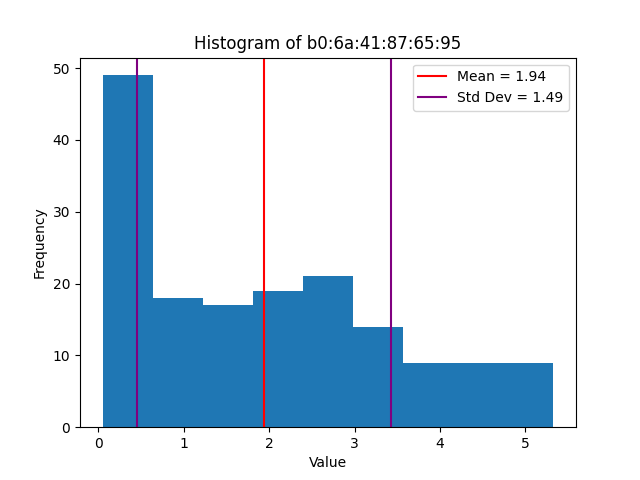 Histogram of b0:6a:41:87:65:95
Mean = 1.94
Std Dev = 1.49
50
40
30
20
10
0
Frequency
0 1 2 3 4 5
Value